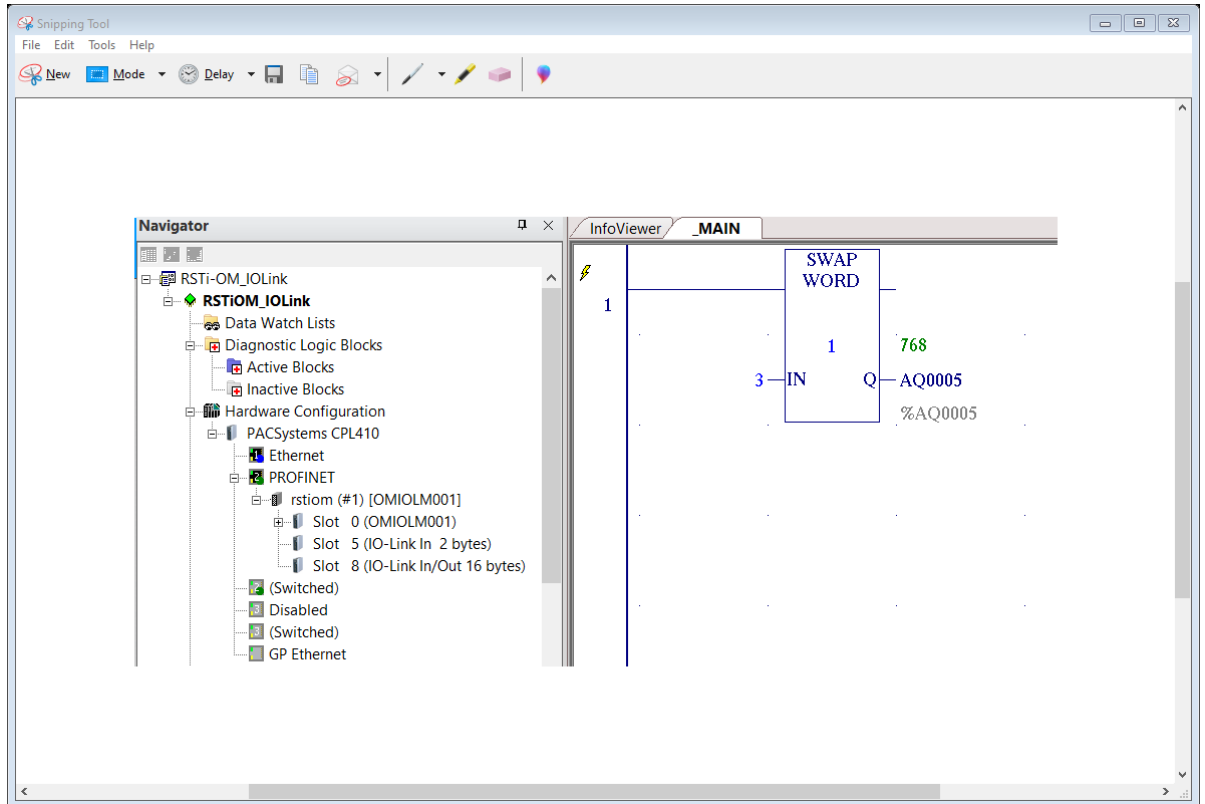 Snipping Tool
File Edit Tools Help
New Mode Delay
Navigator
InfoViewer _MAIN
RSTi-OM_IOLink
RSTiOM_IOLink
Data Watch Lists
Diagnostic Logic Blocks
Active Blocks
Inactive Blocks
Hardware Configuration
PACSystems CPL410
Ethernet
PROFINET
rstiom (#1) [OMIOLM001]
Slot 0 (OMIOLM001)
Slot 5 (IO-Link In 2 bytes)
Slot 8 (IO-Link In/Out 16 bytes)
(Switched)
Disabled
(Switched)
GP Ethernet
1
SWAP
WORD
1 768
3 IN Q AQ0005
%AQ0005